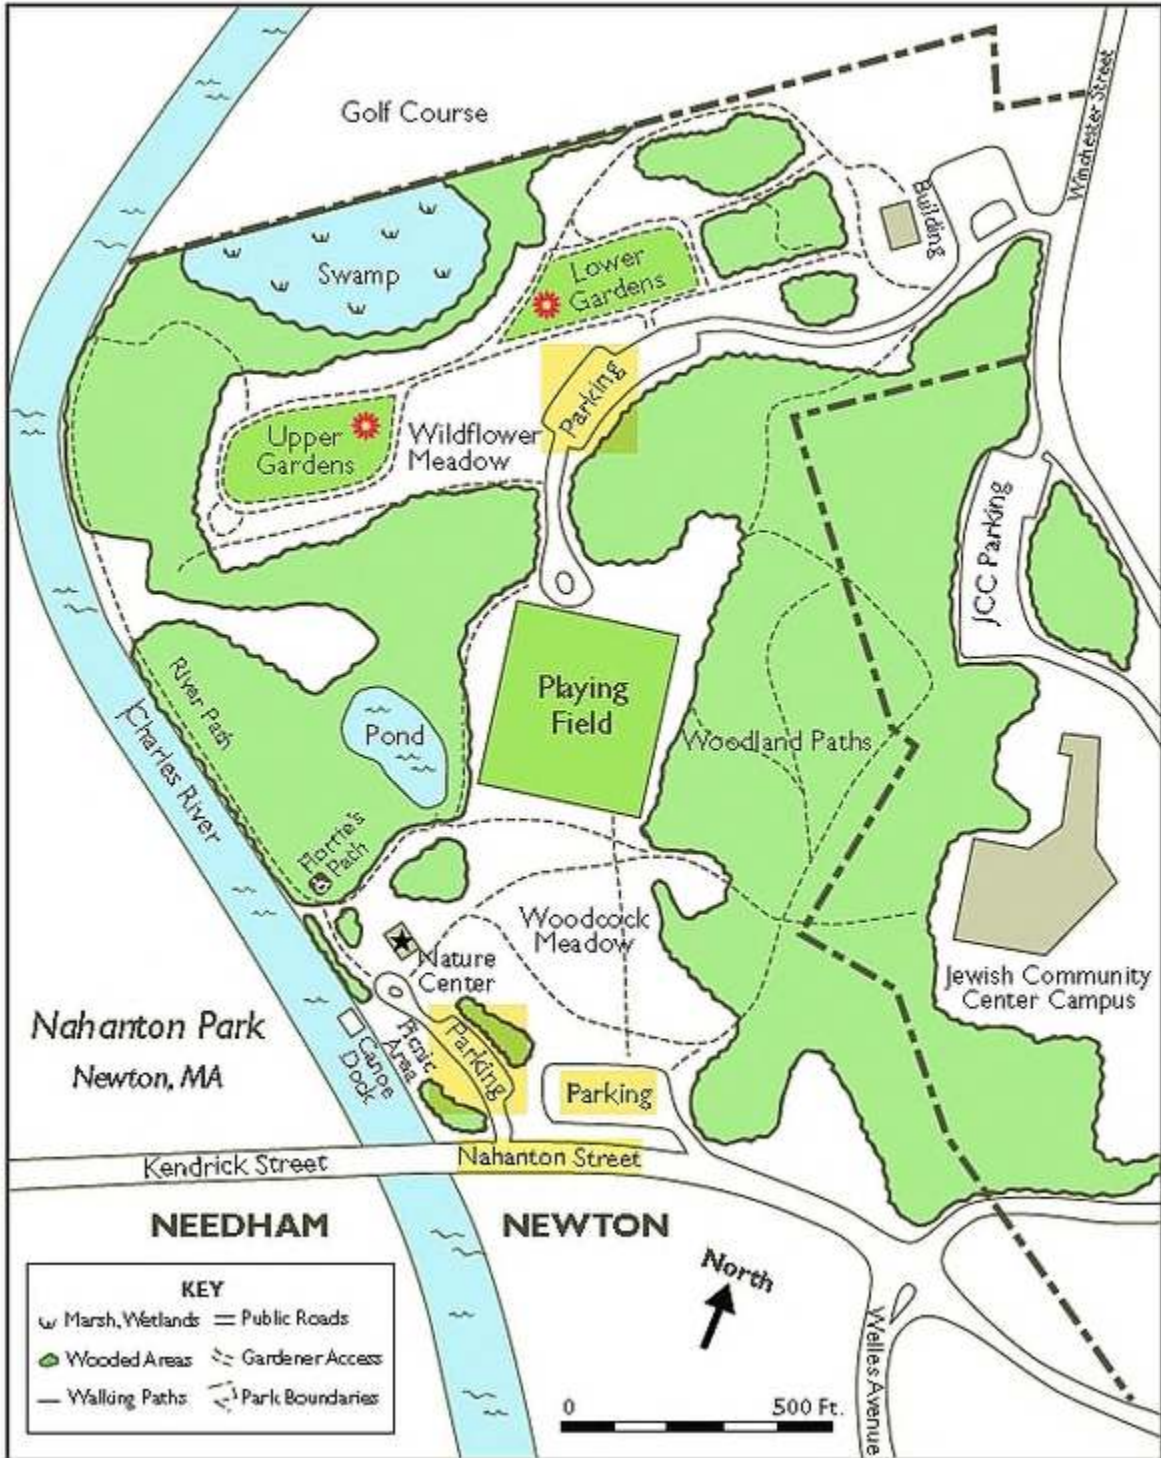 Golf Course
Winchester Street
Building
Swamp
Lower
Gardens
Parking
Upper
Gardens
Wildflower
Meadow
JCC Parking
Playing
Field
River Path
Charles River
Pond
Woodland Paths
Florrie's
Path
Woodcock
Meadow
Nature
Center
Jewish Community
Center Campus
Nahanton Park
Newton, MA
Picnic
Area
Parking
Canoe
Dock
Parking
Kendrick Street
Nahanton Street
NEEDHAM
NEWTON
North
Welles Avenue
KEY
Marsh, Wetlands
Public Roads
Wooded Areas
Gardener Access
Walking Paths
Park Boundaries
0 500 Ft.